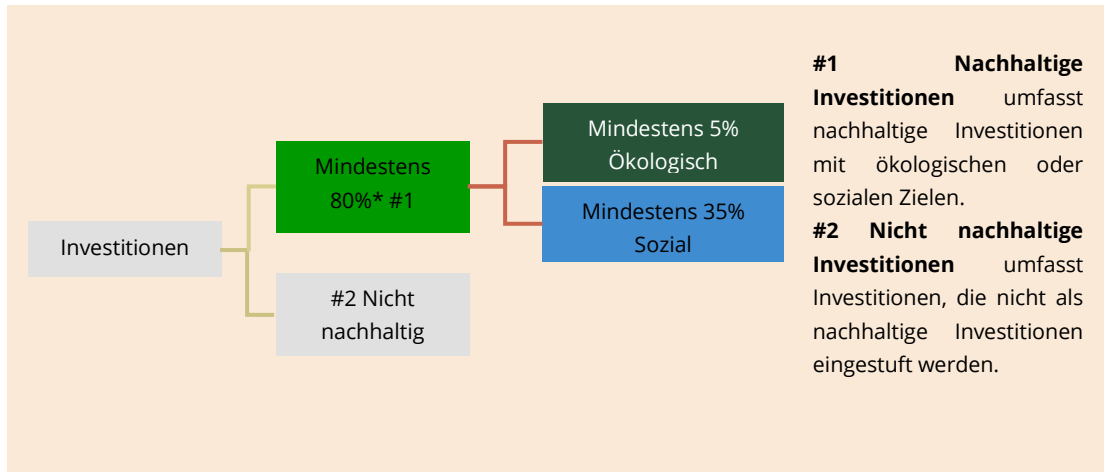 Investitionen
Mindestens
80%* #1
#2 Nicht
nachhaltig
Mindestens 5%
Ökologisch
Mindestens 35%
Sozial
#1 Nachhaltige
Investitionen umfasst
nachhaltige Investitionen
mit ökologischen oder
sozialen Zielen.
#2 Nicht nachhaltige
Investitionen umfasst
Investitionen, die nicht als
nachhaltige Investitionen
eingestuft werden.